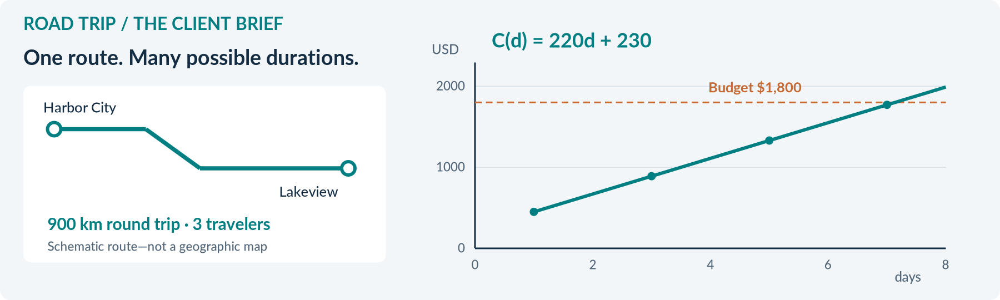 ROAD TRIP / THE CLIENT BRIEF
One route. Many possible durations.
Harbor City
Lakeview
900 km round trip · 3 travelers
Schematic route—not a geographic map
C(d) = 220d + 230
USD
2000
Budget $1,800
1000
0
0 2 4 6 8
days